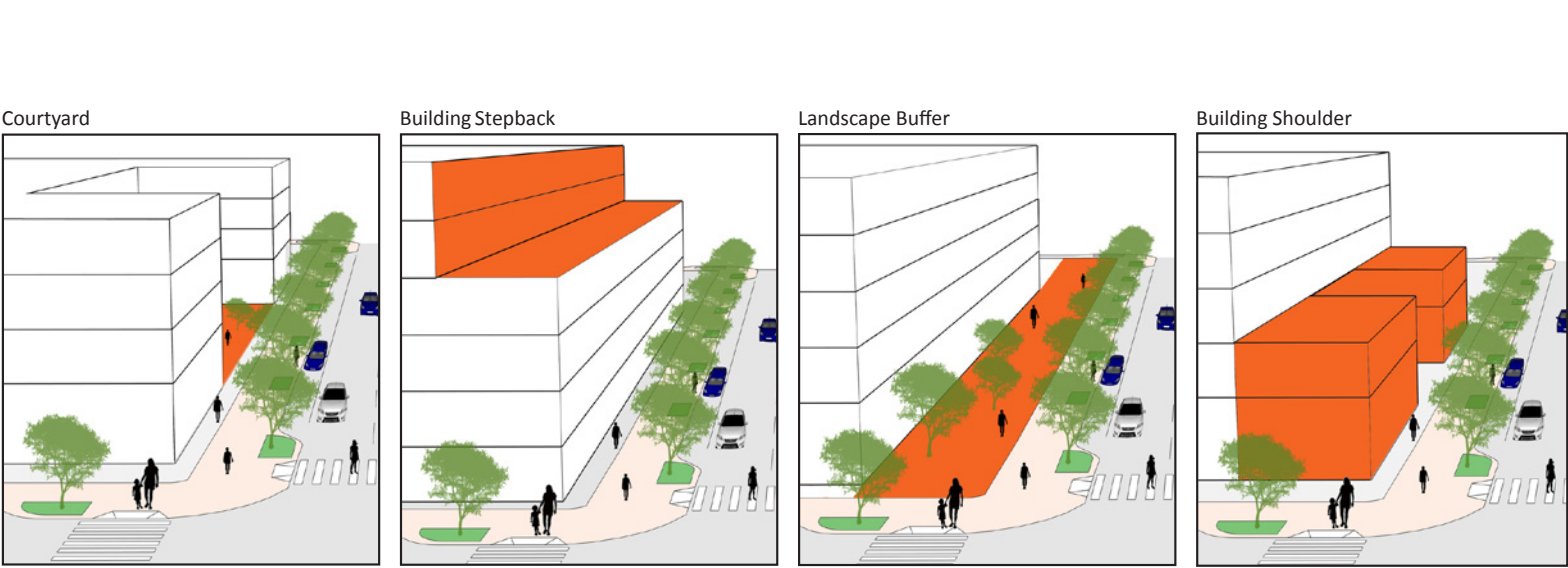 Courtyard
Building Stepback
Landscape Buffer
Building Shoulder